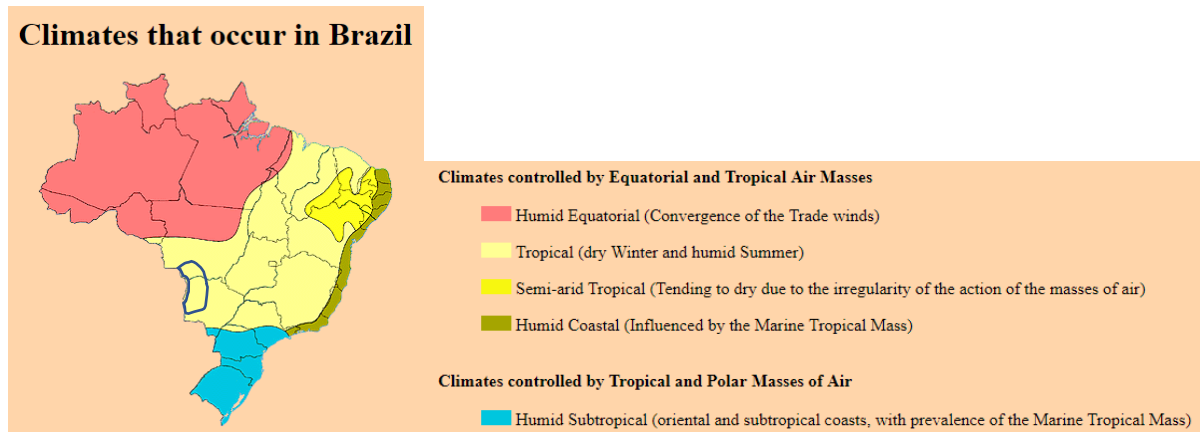 Climates that occur in Brazil
Climates controlled by Equatorial and Tropical Air Masses
Humid Equatorial (Convergence of the Trade winds)
Tropical (dry Winter and humid Summer)
Semi-arid Tropical (Tending to dry due to the irregularity of the action of the masses of air)
Humid Coastal (Influenced by the Marine Tropical Mass)
Climates controlled by Tropical and Polar Masses of Air
Humid Subtropical (oriental and subtropical coasts, with prevalence of the Marine Tropical Mass)